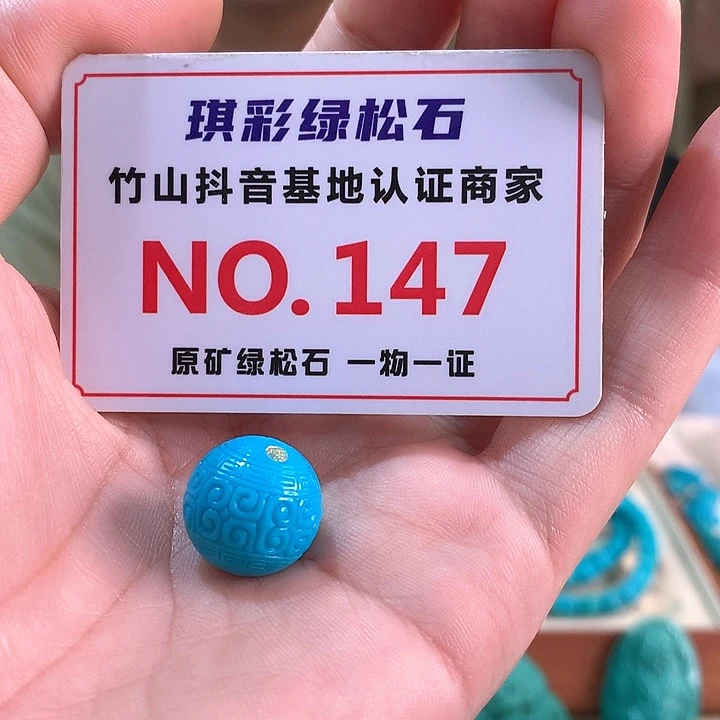 琪彩绿松石
竹山抖音基地认证商家
NO.147
原矿绿松石 一物一证